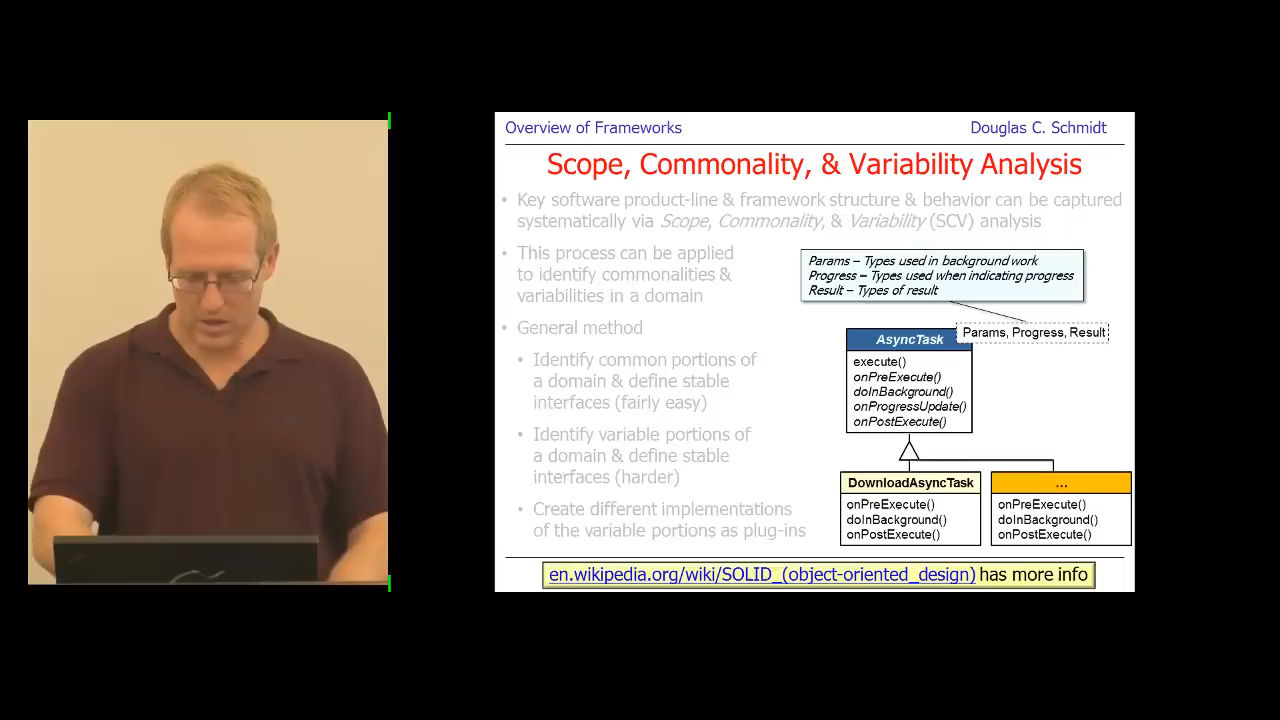 Overview of Frameworks
Douglas C. Schmidt
Scope, Commonality, & Variability Analysis
• Key software product-line & framework structure & behavior can be captured
systematically via Scope, Commonality, & Variability (SCV) analysis
• This process can be applied
to identify commonalities &
variabilities in a domain
• General method
• Identify common portions of
a domain & define stable
interfaces (fairly easy)
• Identify variable portions of
a domain & define stable
interfaces (harder)
• Create different implementations
of the variable portions as plug-ins
Params – Types used in background work
Progress – Types used when indicating progress
Result – Types of result
Params, Progress, Result
AsyncTask
execute()
onPreExecute()
doInBackground()
onProgressUpdate()
onPostExecute()
DownloadAsyncTask
onPreExecute()
doInBackground()
onPostExecute()
...
onPreExecute()
doInBackground()
onPostExecute()
en.wikipedia.org/wiki/SOLID_(object-oriented_design) has more info